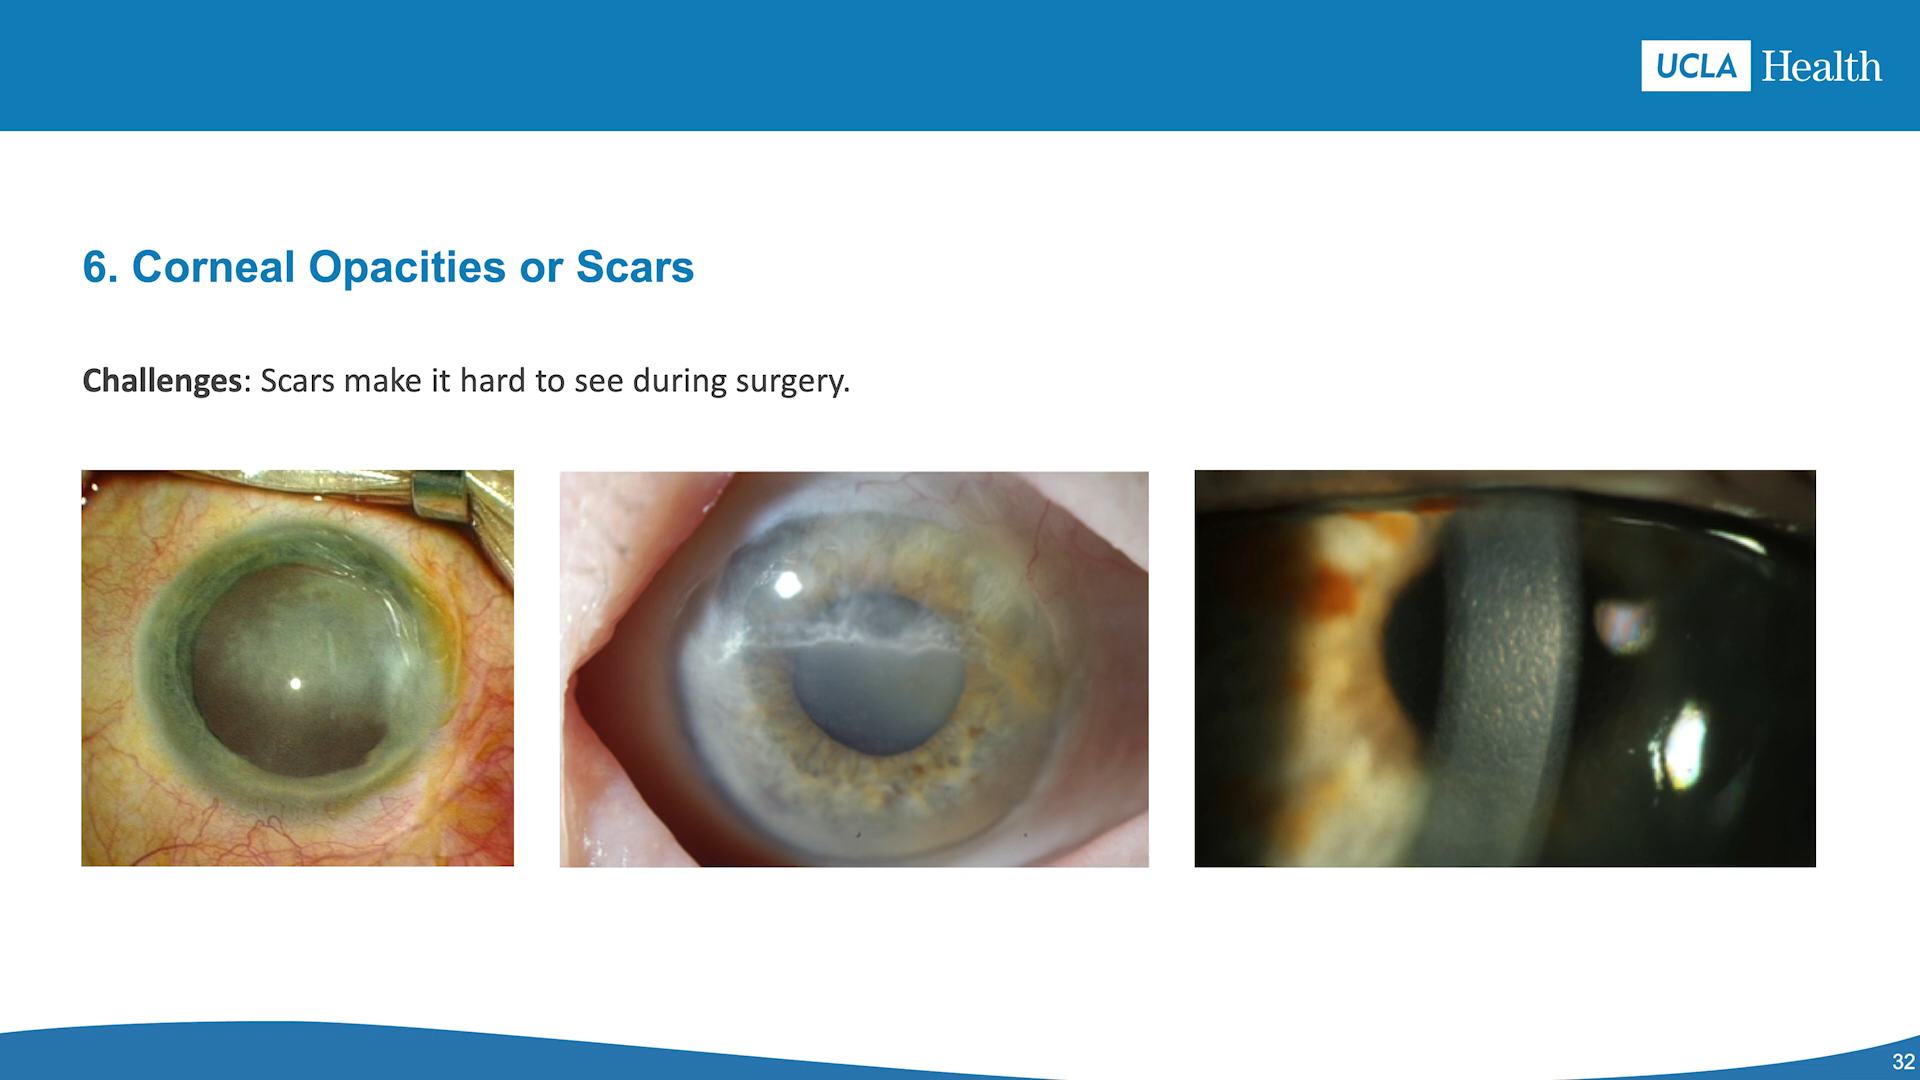 UCLA Health
6. Corneal Opacities or Scars
Challenges: Scars make it hard to see during surgery.
32